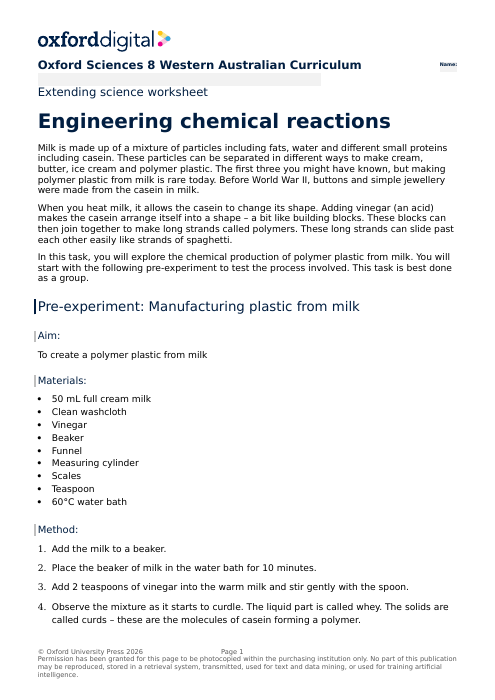 oxforddigital
Oxford Sciences 8 Western Australian Curriculum
Name:
Extending science worksheet
Engineering chemical reactions
Milk is made up of a mixture of particles including fats, water and different small proteins
including casein. These particles can be separated in different ways to make cream,
butter, ice cream and polymer plastic. The first three you might have known, but making
polymer plastic from milk is rare today. Before World War II, buttons and simple jewellery
were made from the casein in milk.
When you heat milk, it allows the casein to change its shape. Adding vinegar (an acid)
makes the casein arrange itself into a shape – a bit like building blocks. These blocks can
then join together to make long strands called polymers. These long strands can slide past
each other easily like strands of spaghetti.
In this task, you will explore the chemical production of polymer plastic from milk. You will
start with the following pre-experiment to test the process involved. This task is best done
as a group.
Pre-experiment: Manufacturing plastic from milk
Aim:
To create a polymer plastic from milk
Materials:
• 50 mL full cream milk
• Clean washcloth
• Vinegar
• Beaker
• Funnel
• Measuring cylinder
• Scales
• Teaspoon
• 60°C water bath
Method:
1. Add the milk to a beaker.
2. Place the beaker of milk in the water bath for 10 minutes.
3. Add 2 teaspoons of vinegar into the warm milk and stir gently with the spoon.
4. Observe the mixture as it starts to curdle. The liquid part is called whey. The solids are
called curds – these are the molecules of casein forming a polymer.
© Oxford University Press 2026 Page 1
Permission has been granted for this page to be photocopied within the purchasing institution only. No part of this publication
may be reproduced, stored in a retrieval system, transmitted, used for text and data mining, or used for training artificial
intelligence.